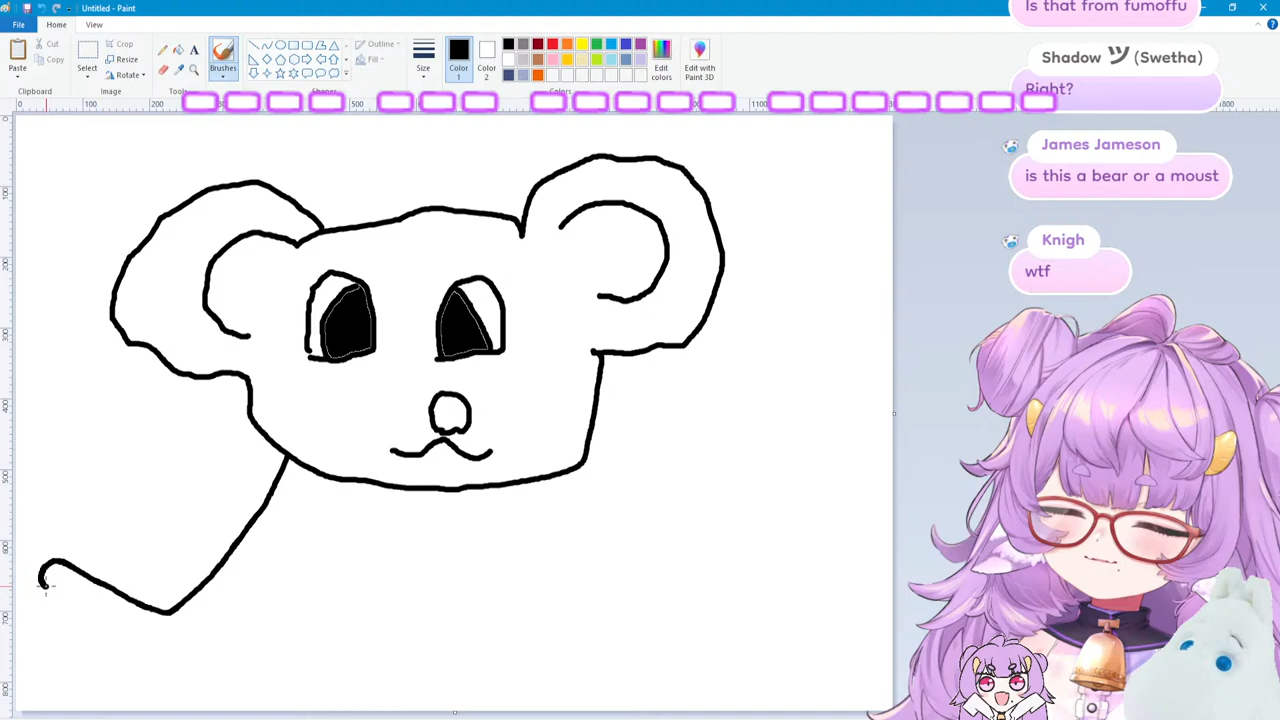 Untitled - Paint
File
Home
View
Paste
Cut
Copy
Clipboard
Select
Crop
Resize
Rotate
Image
Tools
Brushes
Outline
Fill
Shapes
Size
Color 1
Color 2
Edit colors
Colors
Edit with Paint 3D
Is that from fumoffu
Shadow ツ (Swetha)
Right?
James Jameson
is this a bear or a moust
Knigh
wtf